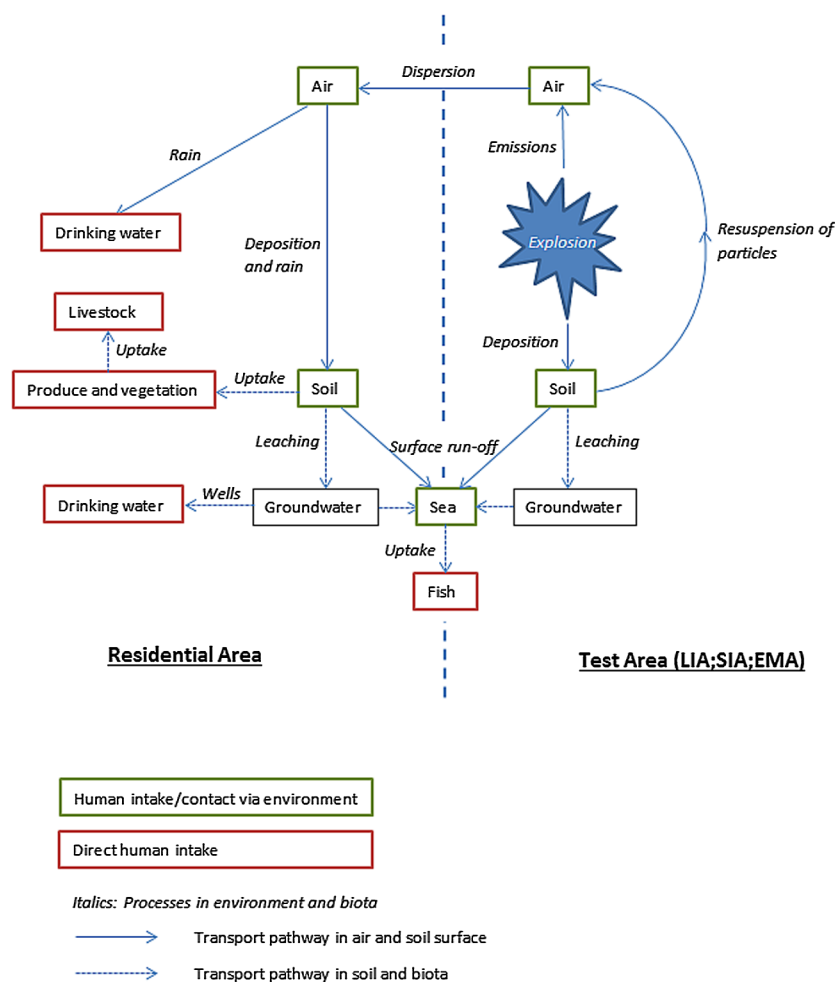 Dispersion
Air
Air
Rain
Emissions
Drinking water
Explosion
Resuspension of
particles
Deposition
and rain
Livestock
Uptake
Deposition
Produce and vegetation
Uptake
Soil
Soil
Leaching
Surface run-off
Leaching
Drinking water
Wells
Groundwater
Sea
Groundwater
Uptake
Fish
Residential Area
Test Area (LIA;SIA;EMA)
Human intake/contact via environment
Direct human intake
Italics: Processes in environment and biota
Transport pathway in air and soil surface
Transport pathway in soil and biota